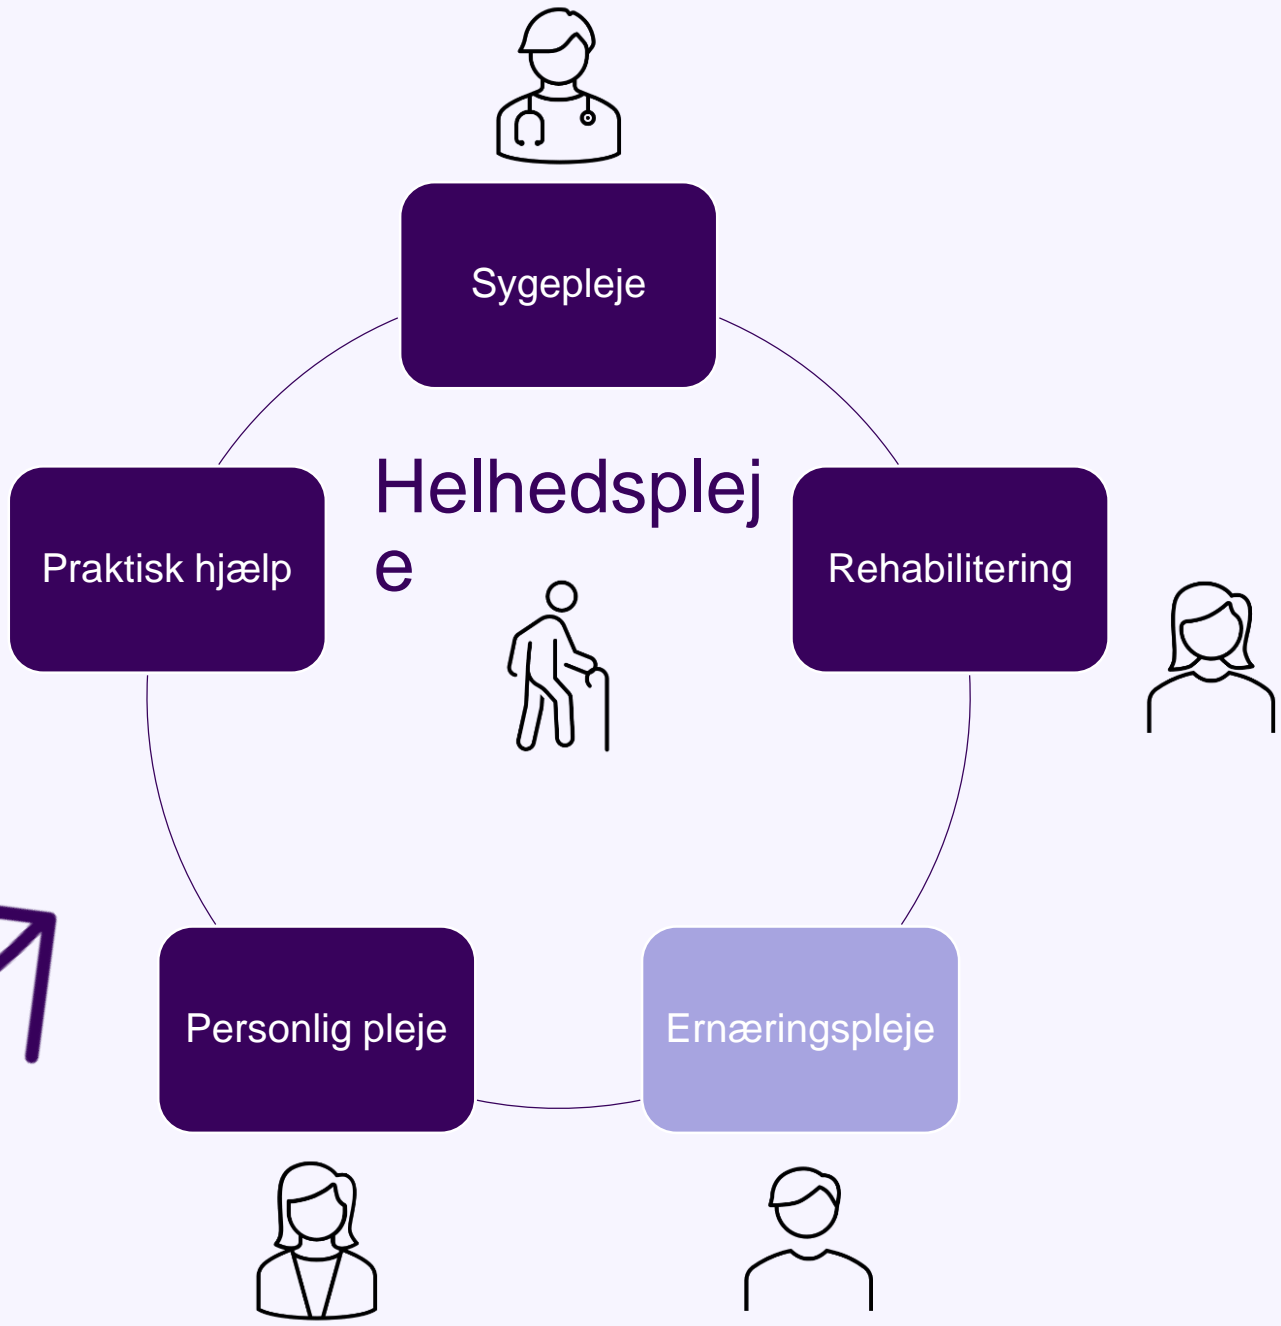 Sygepleje
Helhedsplej
e
Praktisk hjælp
Rehabilitering
Personlig pleje
Ernæringspleje